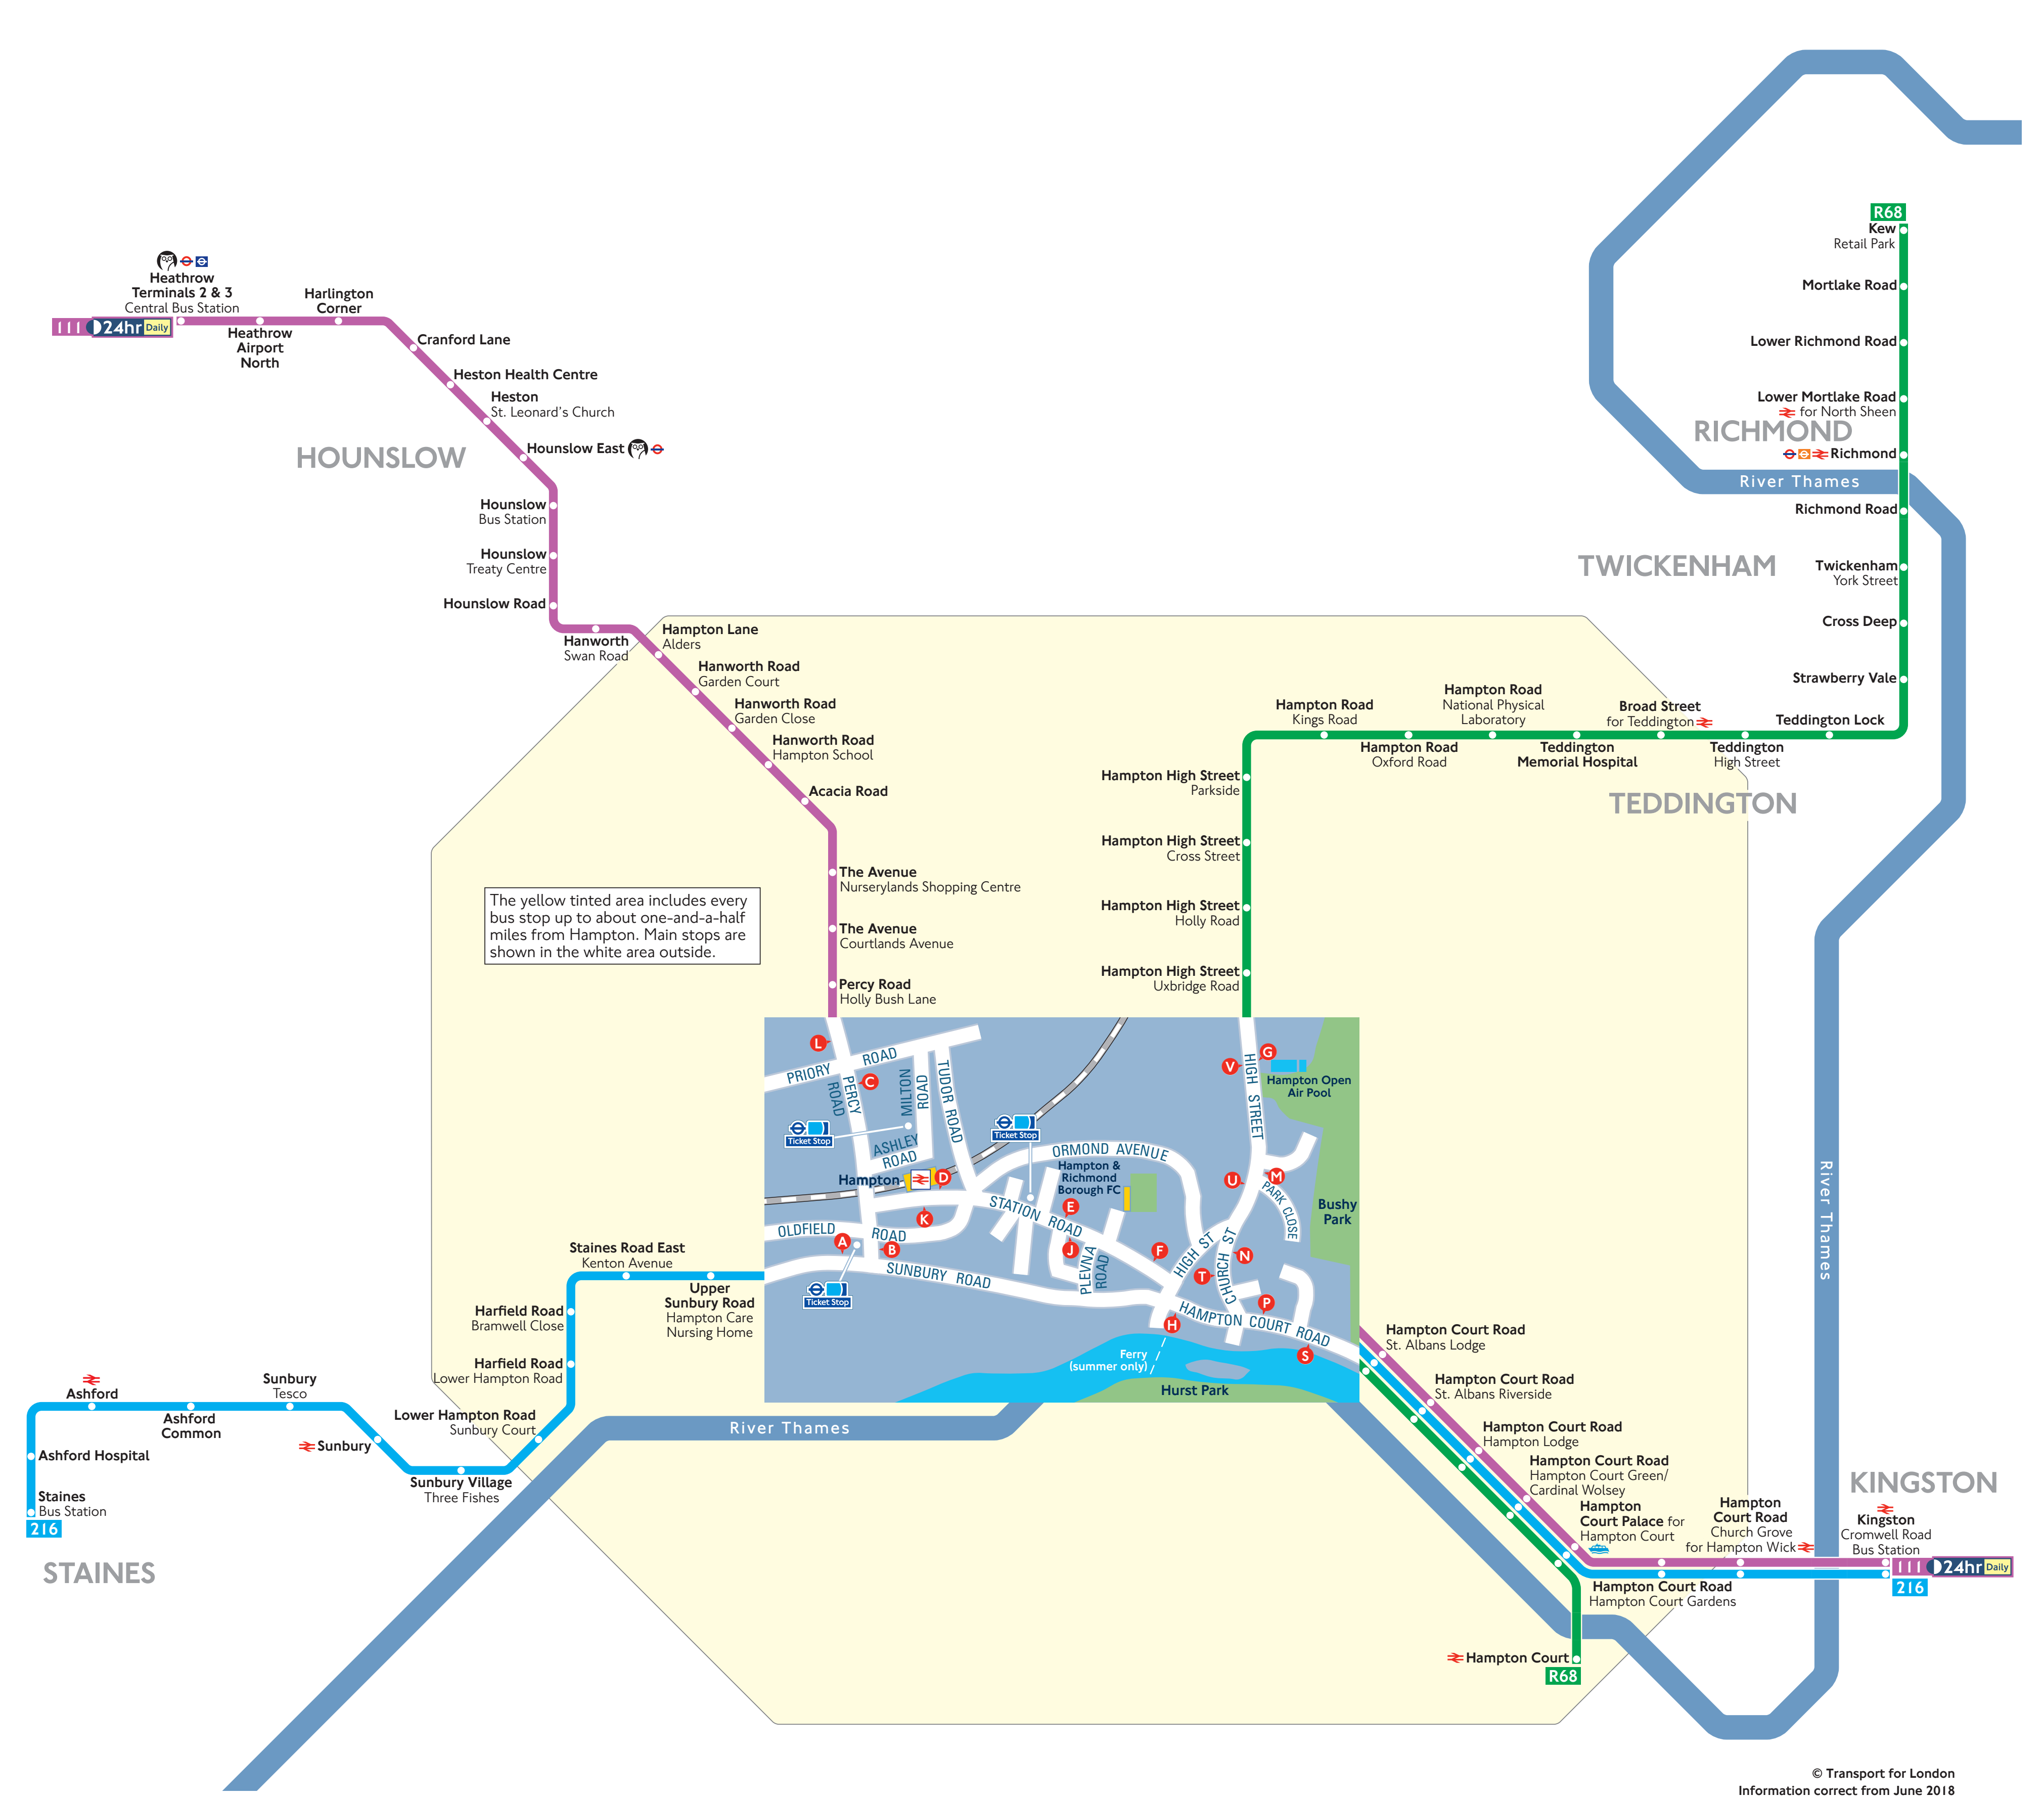 R68
Kew
Retail Park
Mortlake Road
Lower Richmond Road
Lower Mortlake Road
for North Sheen
RICHMOND
Richmond
River Thames
Richmond Road
TWICKENHAM
Twickenham
York Street
Cross Deep
Strawberry Vale
Teddington Lock
Teddington
High Street
Broad Street
for Teddington
Teddington
Memorial Hospital
Hampton Road
National Physical
Laboratory
Hampton Road
Oxford Road
Hampton Road
Kings Road
TEDDINGTON
Hampton High Street
Parkside
Hampton High Street
Cross Street
Hampton High Street
Holly Road
Hampton High Street
Uxbridge Road
Heathrow
Terminals 2 & 3
Central Bus Station
111 24hr Daily
Heathrow
Airport
North
Harlington
Corner
Cranford Lane
Heston Health Centre
Heston
St. Leonard's Church
HOUNSLOW
Hounslow East
Hounslow
Bus Station
Hounslow
Treaty Centre
Hounslow Road
Hanworth
Swan Road
Hampton Lane
Alders
Hanworth Road
Garden Court
Hanworth Road
Garden Close
Hanworth Road
Hampton School
Acacia Road
The Avenue
Nurserylands Shopping Centre
The Avenue
Courtlands Avenue
Percy Road
Holly Bush Lane
The yellow tinted area includes every
bus stop up to about one-and-a-half
miles from Hampton. Main stops are
shown in the white area outside.
L
PRIORY ROAD
C
PERCY
ROAD
MILTON
ROAD
TUDOR ROAD
Ticket Stop
ASHLEY
ROAD
Ticket Stop
Hampton
D
K
OLDFIELD ROAD
A
B
Ticket Stop
SUNBURY ROAD
STATION ROAD
ORMOND AVENUE
Hampton &
Richmond
Borough FC
E
J
PLEVNA
ROAD
F
HIGH ST
CHURCH ST
HIGH STREET
V
G
Hampton Open
Air Pool
U
M
PARK CLOSE
Bushy
Park
N
T
P
H
HAMPTON COURT ROAD
S
Ferry
(summer only)
Hurst Park
Staines Road East
Kenton Avenue
Upper
Sunbury Road
Hampton Care
Nursing Home
Harfield Road
Bramwell Close
Harfield Road
Lower Hampton Road
Lower Hampton Road
Sunbury Court
Sunbury Village
Three Fishes
Sunbury
Sunbury
Tesco
Ashford
Common
Ashford
Ashford Hospital
Staines
Bus Station
216
STAINES
River Thames
River Thames
Hampton Court Road
St. Albans Lodge
Hampton Court Road
St. Albans Riverside
Hampton Court Road
Hampton Lodge
Hampton Court Road
Hampton Court Green/
Cardinal Wolsey
Hampton
Court Palace for
Hampton Court
Hampton
Court Road
Church Grove
for Hampton Wick
KINGSTON
Kingston
Cromwell Road
Bus Station
111 24hr Daily
216
Hampton Court Road
Hampton Court Gardens
Hampton Court
R68
© Transport for London
Information correct from June 2018